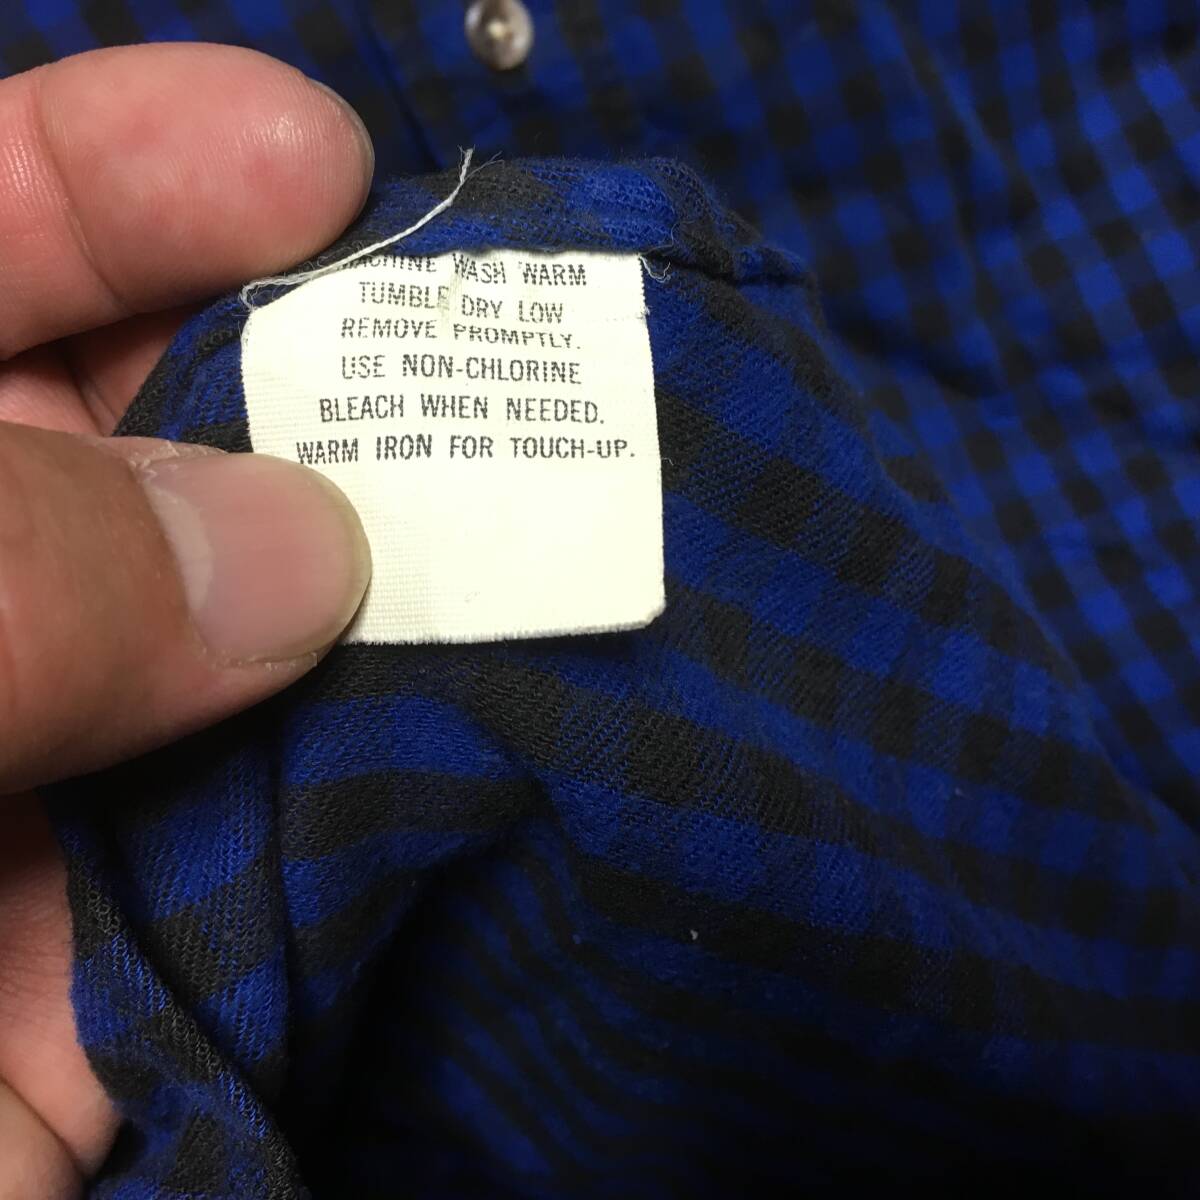 MACHINE WASH WARM
TUMBLE DRY LOW
REMOVE PROMPTLY.
USE NON-CHLORINE
BLEACH WHEN NEEDED.
WARM IRON FOR TOUCH-UP.